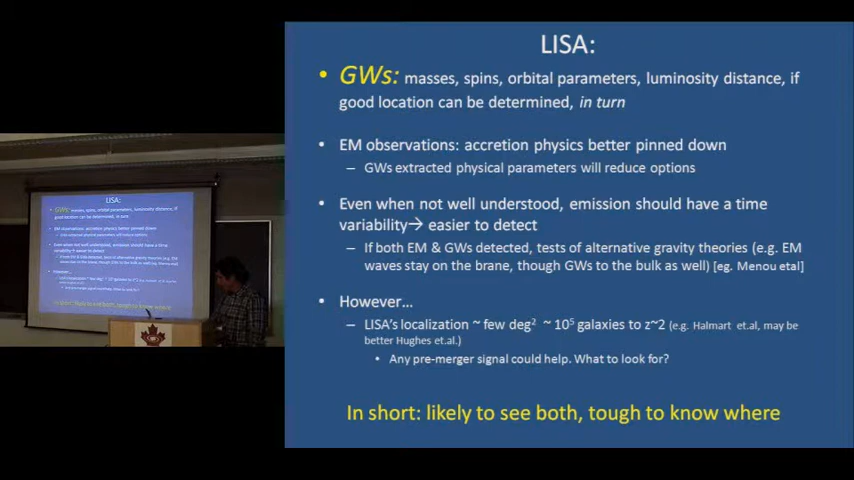 LISA:
• GWs: masses, spins, orbital parameters, luminosity distance, if
good location can be determined, in turn
• EM observations: accretion physics better pinned down
– GWs extracted physical parameters will reduce options
• Even when not well understood, emission should have a time
variability→ easier to detect
– If both EM & GWs detected, tests of alternative gravity theories (e.g. EM
waves stay on the brane, though GWs to the bulk as well) [eg. Menou etal]
• However…
– LISA's localization ~ few deg² ~ 10⁵ galaxies to z~2 (e.g. Halmart et.al, may be
better Hughes et.al.)
• Any pre-merger signal could help. What to look for?
In short: likely to see both, tough to know where